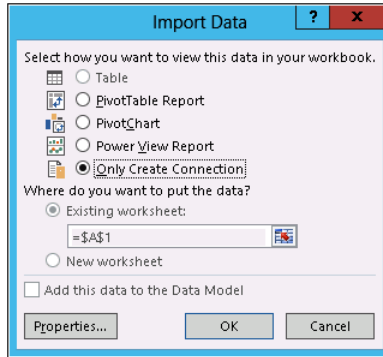 Import Data
?
x
Select how you want to view this data in your workbook.
Table
PivotTable Report
PivotChart
Power View Report
Only Create Connection
Where do you want to put the data?
Existing worksheet:
=$A$1
New worksheet
Add this data to the Data Model
Properties... OK Cancel